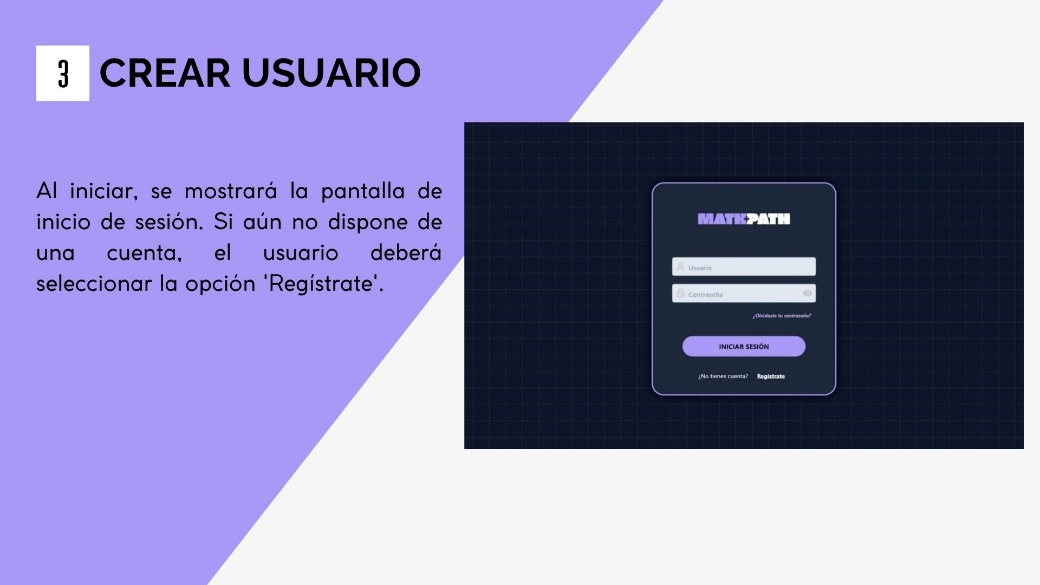 3 CREAR USUARIO
Al iniciar, se mostrará la pantalla de
inicio de sesión. Si aún no dispone de
una cuenta, el usuario deberá
seleccionar la opción 'Regístrate'.
MATHPATH
Usuario
Contraseña
¿Olvidaste tu contraseña?
INICIAR SESIÓN
¿No tienes cuenta? Regístrate